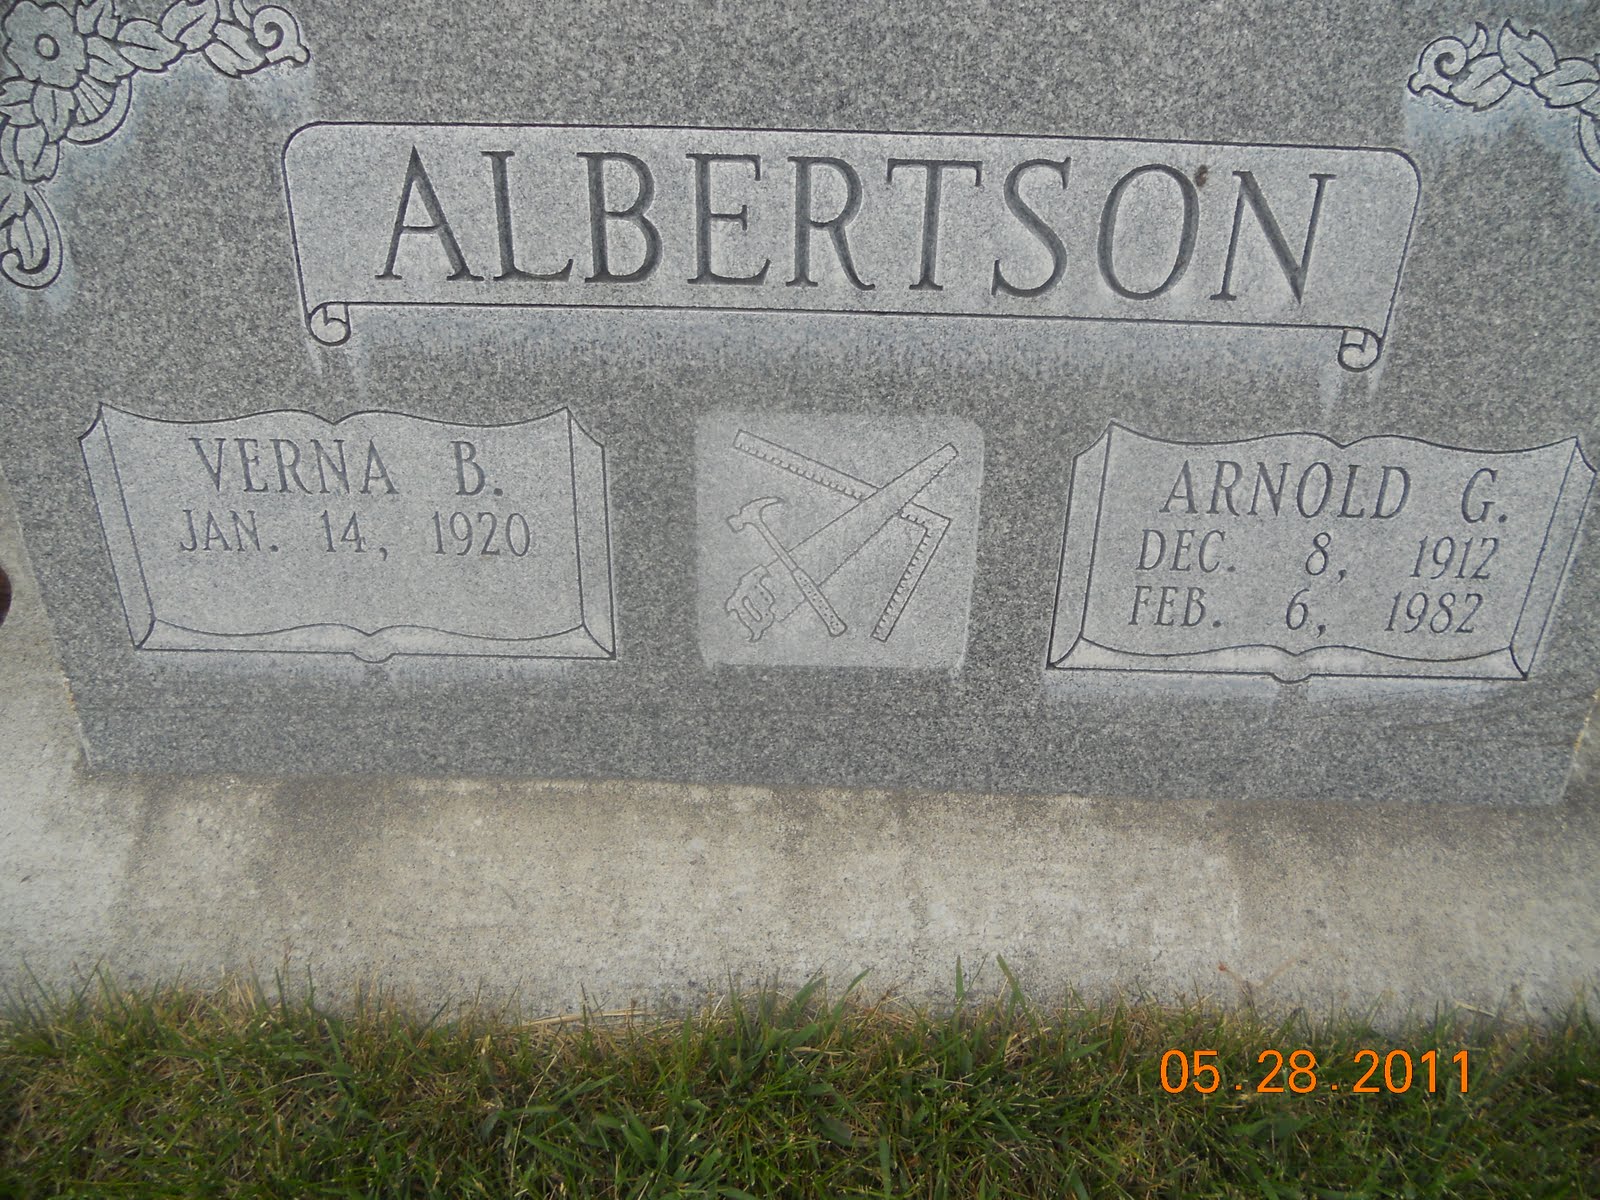 ALBERTSON
VERNA B.
JAN. 14, 1920
ARNOLD G.
DEC. 8, 1912
FEB. 6, 1982
05.28.2011